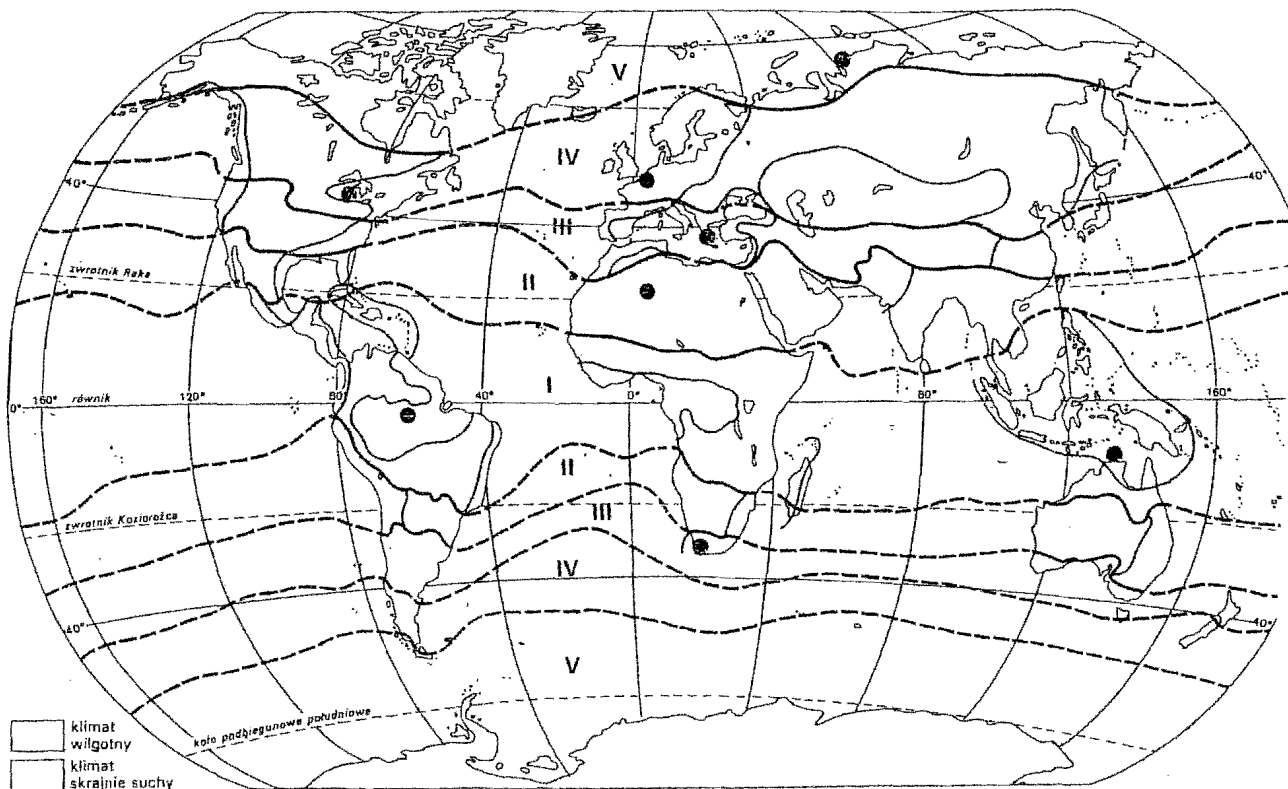 V
IV
40°
40°
III
zwrotnik Raka
II
I
równik
0° 160° 120° 80° 40° 0° 80° 160°
II
zwrotnik Koziorożca
III
IV
40°
40°
V
koło podbiegunowe południowe
klimat
wilgotny
klimat
skrajnie suchy